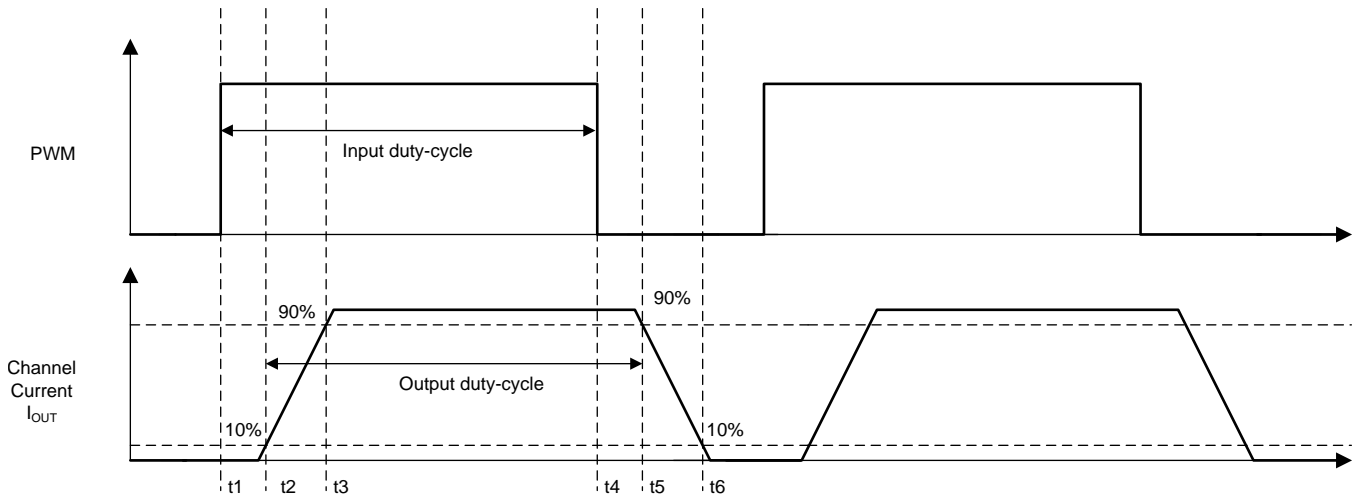 PWM
Input duty-cycle
90%
90%
Channel
Current
IOUT
Output duty-cycle
10%
10%
t1
t2
t3
t4
t5
t6